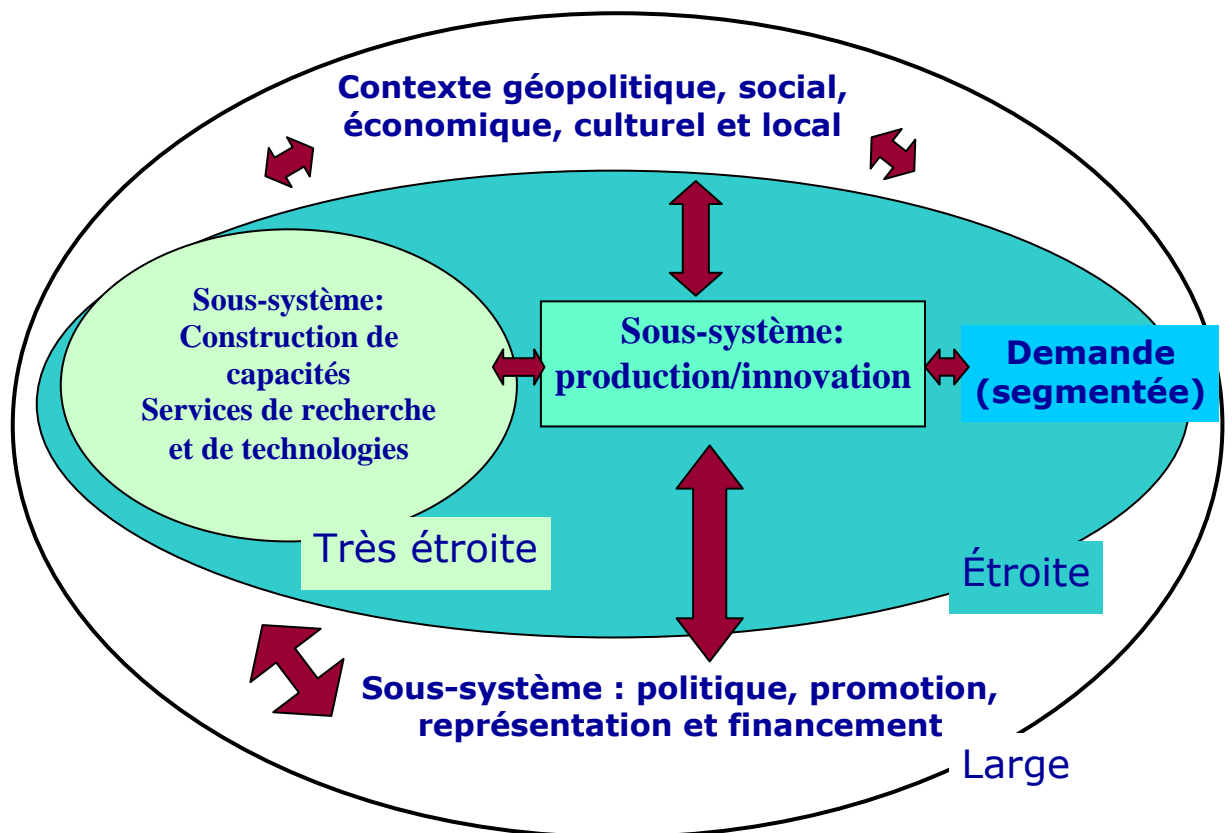 Contexte géopolitique, social,
économique, culturel et local
Sous-système:
Construction de
capacités
Services de recherche
et de technologies
Sous-système:
production/innovation
Demande
(segmentée)
Très étroite
Étroite
Sous-système : politique, promotion,
représentation et financement
Large